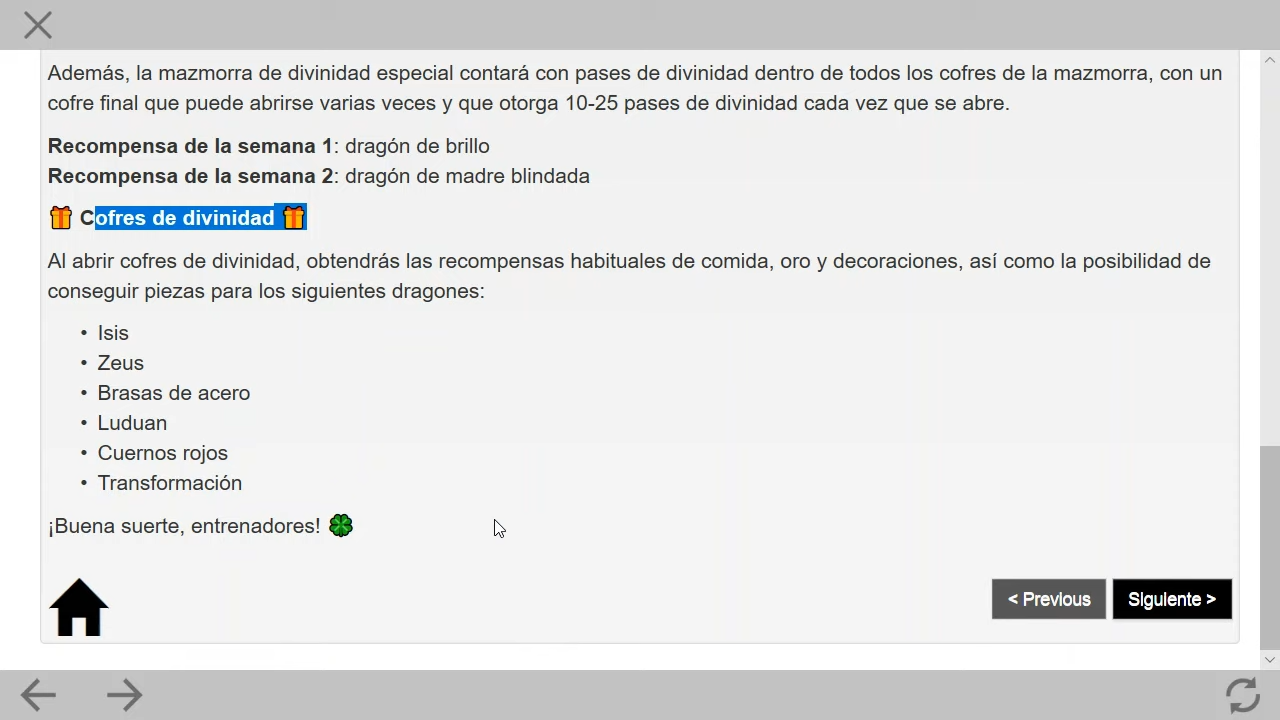 Además, la mazmorra de divinidad especial contará con pases de divinidad dentro de todos los cofres de la mazmorra, con un
cofre final que puede abrirse varias veces y que otorga 10-25 pases de divinidad cada vez que se abre.
Recompensa de la semana 1: dragón de brillo
Recompensa de la semana 2: dragón de madre blindada
🎁 Cofres de divinidad 🎁
Al abrir cofres de divinidad, obtendrás las recompensas habituales de comida, oro y decoraciones, así como la posibilidad de
conseguir piezas para los siguientes dragones:
• Isis
• Zeus
• Brasas de acero
• Luduan
• Cuernos rojos
• Transformación
¡Buena suerte, entrenadores! 🍀
< Previous
Siguiente >